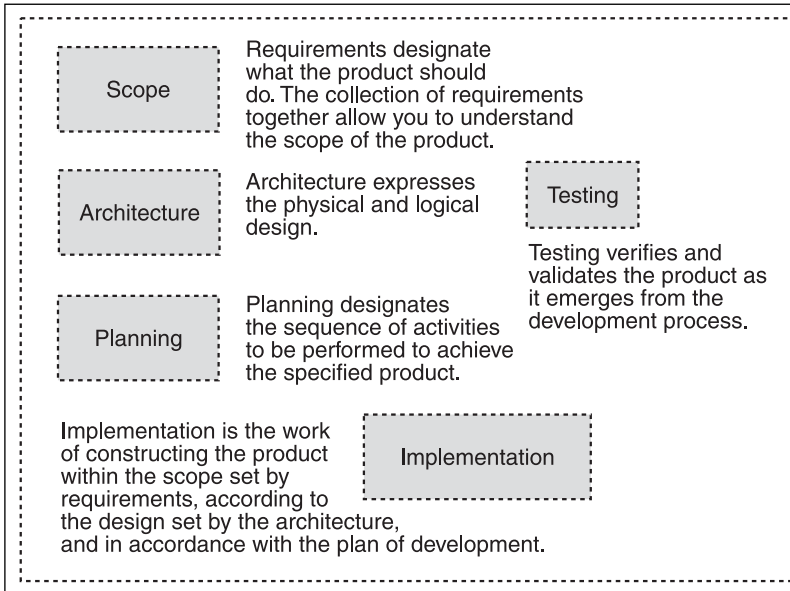 Scope
Requirements designate
what the product should
do. The collection of requirements
together allow you to understand
the scope of the product.
Architecture
Architecture expresses
the physical and logical
design.
Testing
Testing verifies and
validates the product as
it emerges from the
development process.
Planning
Planning designates
the sequence of activities
to be performed to achieve
the specified product.
Implementation is the work
of constructing the product
within the scope set by
requirements, according to
the design set by the architecture,
and in accordance with the plan of development.
Implementation